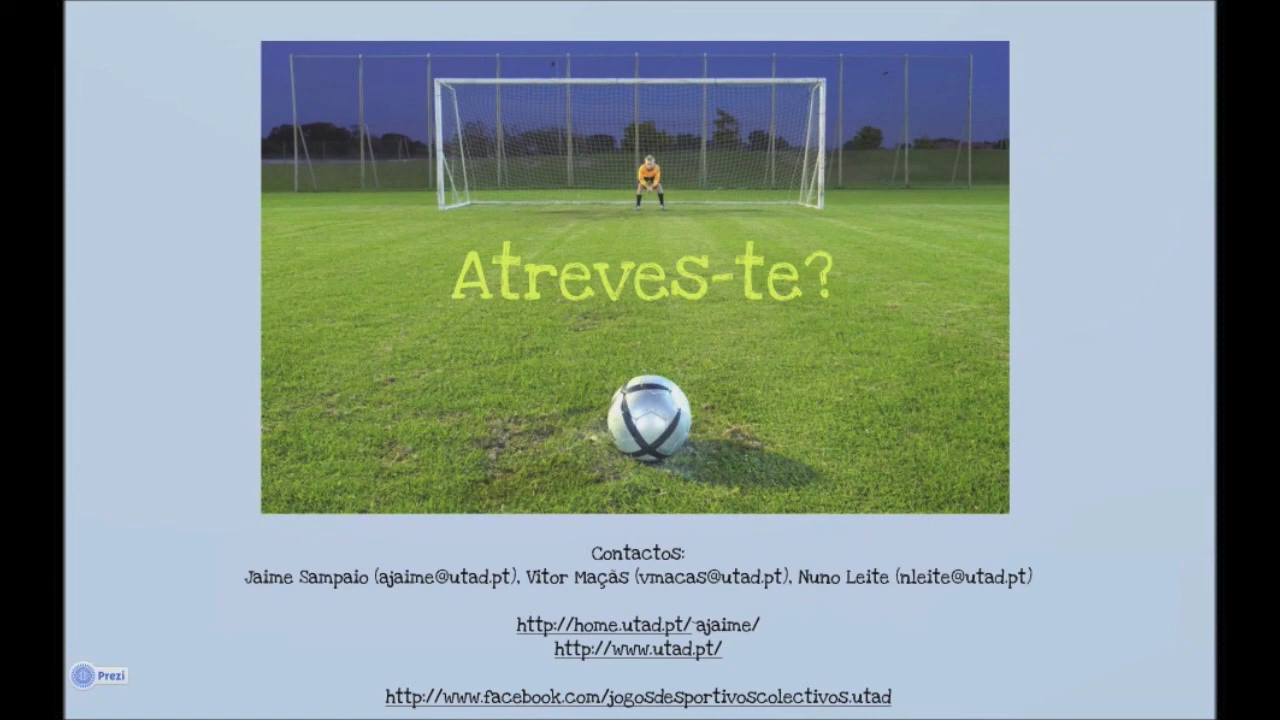 Atreves-te?
Contactos:
Jaime Sampaio (ajaime@utad.pt), Vitor Maçãs (vmacas@utad.pt), Nuno Leite (nleite@utad.pt)
http://home.utad.pt/~ajaime/
http://www.utad.pt/
Prezi
http://www.facebook.com/jogosdesportivoscolectivos.utad